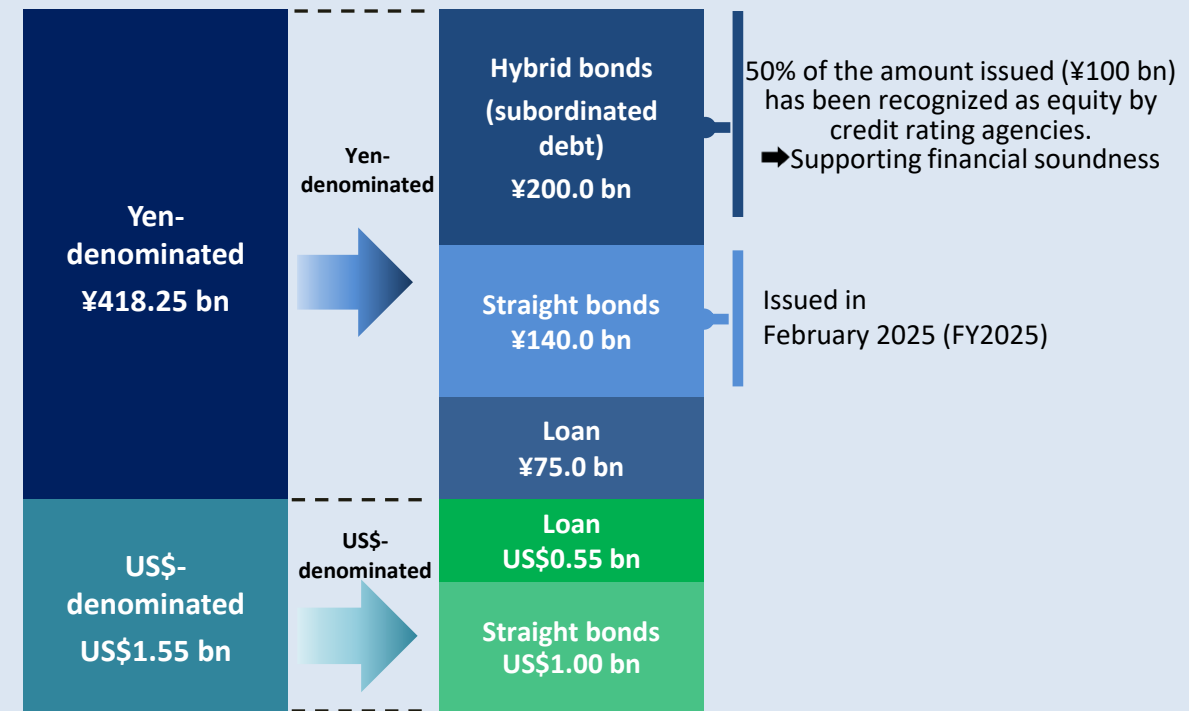 Yen-
denominated
¥418.25 bn
US$-
denominated
US$1.55 bn
Yen-
denominated
US$-
denominated
Hybrid bonds
(subordinated
debt)
¥200.0 bn
Straight bonds
¥140.0 bn
Loan
¥75.0 bn
Loan
US$0.55 bn
Straight bonds
US$1.00 bn
50% of the amount issued (¥100 bn)
has been recognized as equity by
credit rating agencies.
➡Supporting financial soundness
Issued in
February 2025 (FY2025)